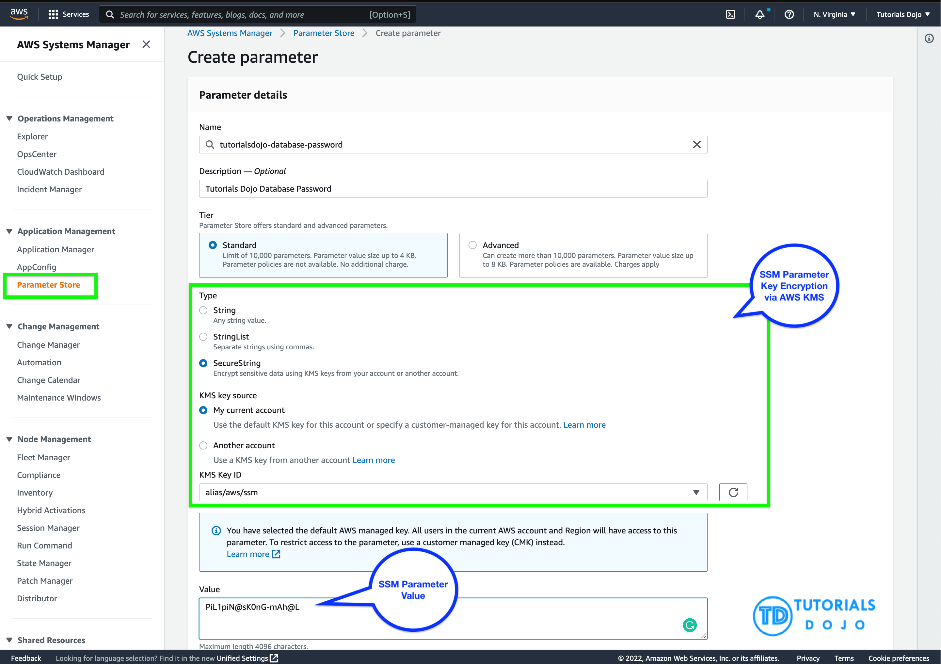 aws
Services
Search for services, features, blogs, docs, and more
[Option+S]
N. Virginia ▼
Tutorials Dojo ▼
AWS Systems Manager
Quick Setup
Operations Management
Explorer
OpsCenter
CloudWatch Dashboard
Incident Manager
Application Management
Application Manager
AppConfig
Parameter Store
Change Management
Change Manager
Automation
Change Calendar
Maintenance Windows
Node Management
Fleet Manager
Compliance
Inventory
Hybrid Activations
Session Manager
Run Command
State Manager
Patch Manager
Distributor
Shared Resources
AWS Systems Manager > Parameter Store > Create parameter
Create parameter
Parameter details
Name
tutorialsdojo-database-password
Description — Optional
Tutorials Dojo Database Password
Tier
Parameter Store offers standard and advanced parameters.
Standard
Limit of 10,000 parameters. Parameter value size up to 4 KB.
Parameter policies are not available. No additional charge.
Advanced
Can create more than 10,000 parameters. Parameter value size up
to 8 KB. Parameter policies are available. Charges apply
Type
String
Any string value.
StringList
Separate strings using commas.
SecureString
Encrypt sensitive data using KMS keys from your account or another account.
KMS key source
My current account
Use the default KMS key for this account or specify a customer-managed key for this account. Learn more
Another account
Use a KMS key from another account Learn more
KMS Key ID
alias/aws/ssm
SSM Parameter
Key Encryption
via AWS KMS
You have selected the default AWS managed key. All users in the current AWS account and Region will have access to this
parameter. To restrict access to the parameter, use a customer managed key (CMK) instead.
Learn more
SSM Parameter
Value
Value
PiL1piN@sK0nG-mAh@L
Maximum length 4096 characters.
TD TUTORIALS
DOJO
Feedback
Looking for language selection? Find it in the new Unified Settings
© 2022, Amazon Web Services, Inc. or its affiliates.
Privacy
Terms
Cookie preferences